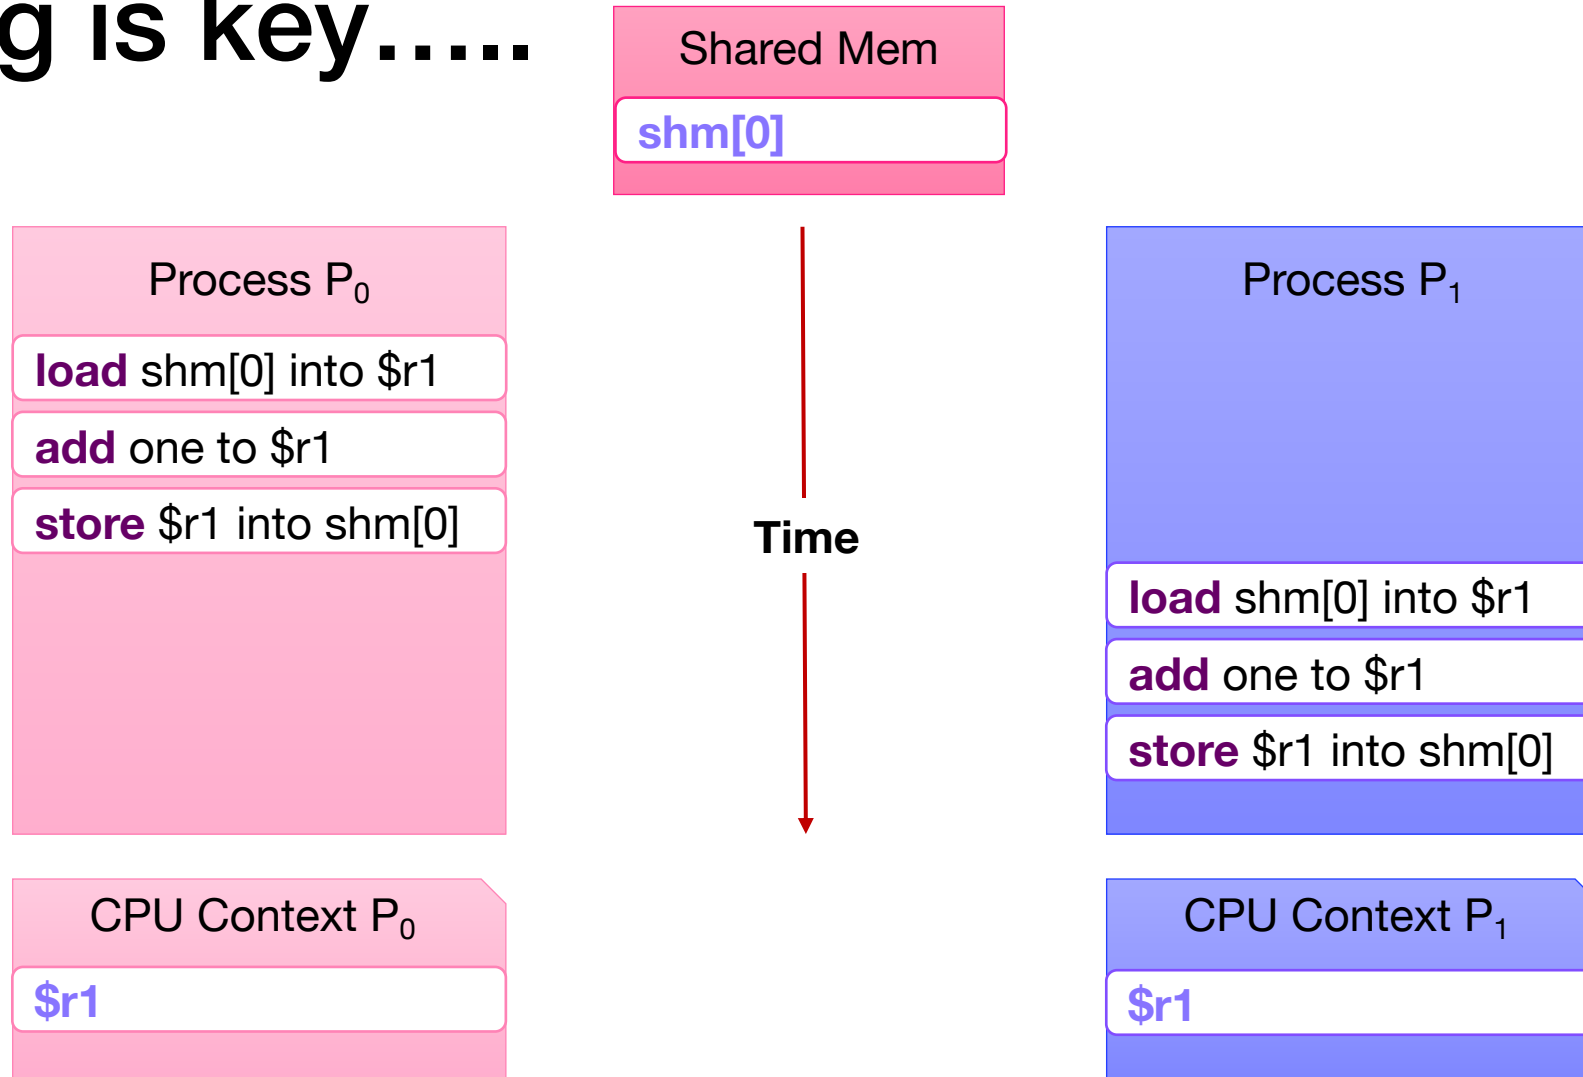 g is key.....
Shared Mem
shm[0]
Process P₀
load shm[0] into $r1
add one to $r1
store $r1 into shm[0]
Time
Process P₁
load shm[0] into $r1
add one to $r1
store $r1 into shm[0]
CPU Context P₀
$r1
CPU Context P₁
$r1